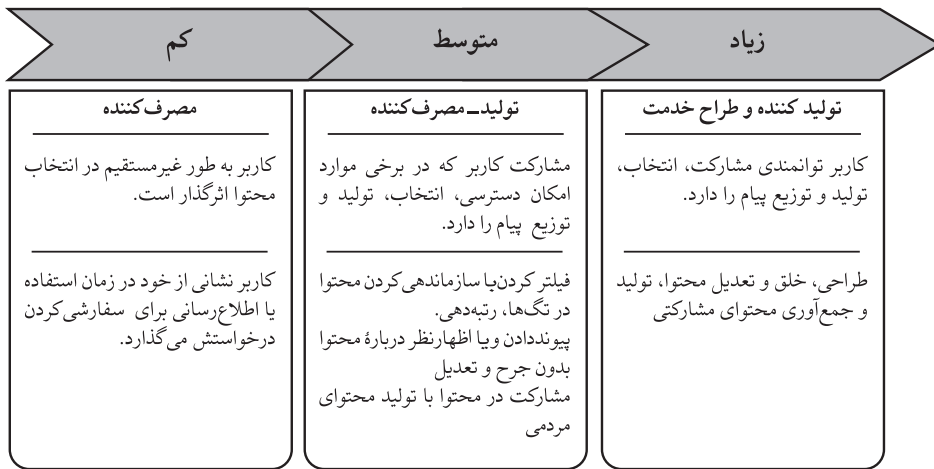 کم
متوسط
زیاد
مصرف‌کننده
کاربر به طور غیرمستقیم در انتخاب
محتوا اثرگذار است.
کاربر نشانی از خود در زمان استفاده
یا اطلاع‌رسانی برای سفارشی‌کردن
درخواستش می‌گذارد.
تولید_مصرف‌کننده
مشارکت کاربر که در برخی موارد
امکان دسترسی، انتخاب، تولید و
توزیع پیام را دارد.
فیلتر کردن‌یا سازماندهی‌کردن محتوا
در تگ‌ها، رتبه‌دهی.
پیونددادن ویا اظهارنظر دربارهٔ محتوا
بدون جرح و تعدیل
مشارکت در محتوا با تولید محتوای
مردمی
تولید کننده و طراح خدمت
کاربر توانمندی مشارکت، انتخاب،
تولید و توزیع پیام را دارد.
طراحی، خلق و تعدیل محتوا، تولید
و جمع‌آوری محتوای مشارکتی